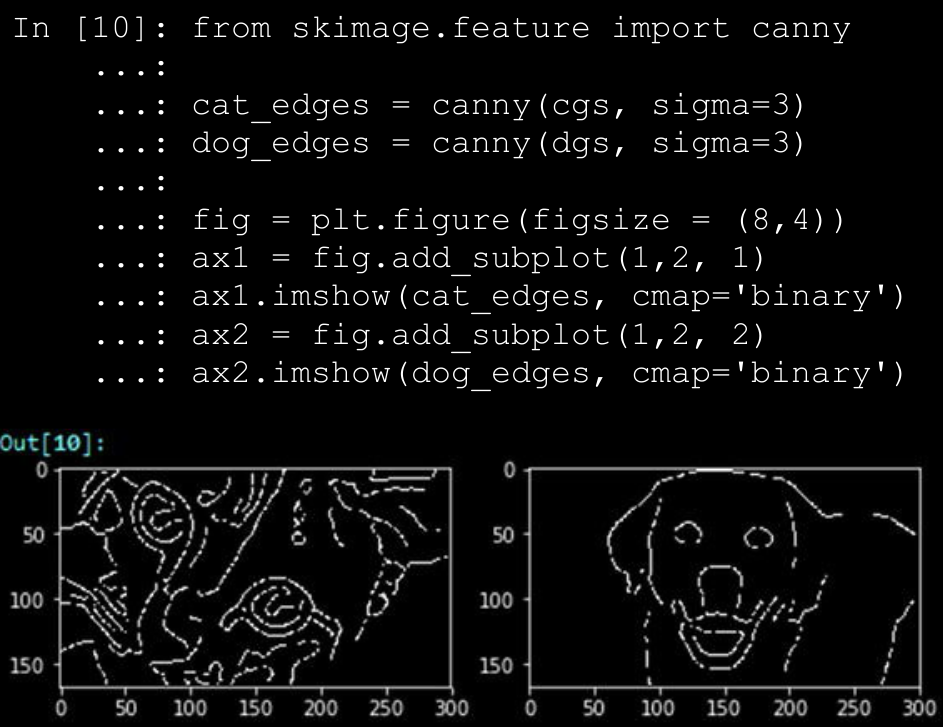 In [10]: from skimage.feature import canny
...:
...: cat_edges = canny(cgs, sigma=3)
...: dog_edges = canny(dgs, sigma=3)
...:
...: fig = plt.figure(figsize = (8,4))
...: ax1 = fig.add_subplot(1,2, 1)
...: ax1.imshow(cat_edges, cmap='binary')
...: ax2 = fig.add_subplot(1,2, 2)
...: ax2.imshow(dog_edges, cmap='binary')
Out[10]:
0
50
100
150
0 50 100 150 200 250 300
0
50
100
150
0 50 100 150 200 250 300